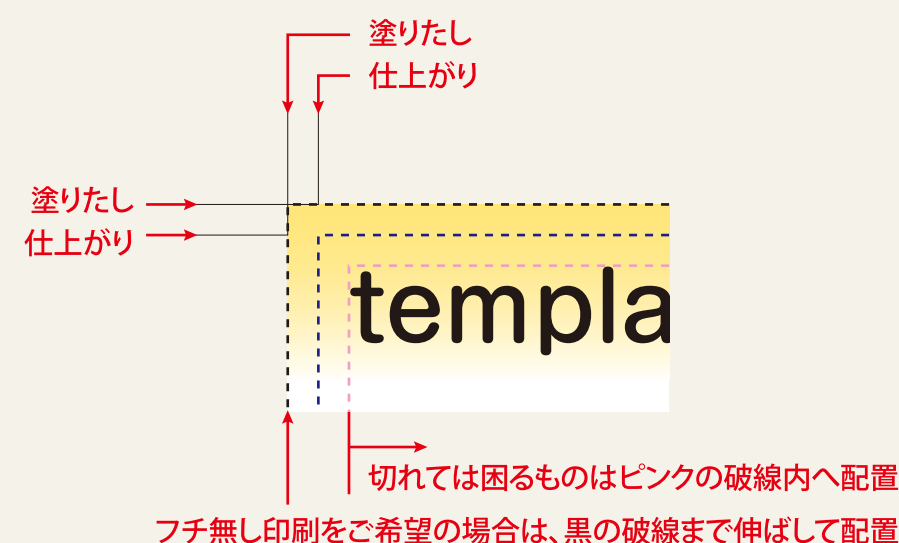 塗りたし
仕上がり
塗りたし
仕上がり
templa
切れては困るものはピンクの破線内へ配置
フチ無し印刷をご希望の場合は、黒の破線まで伸ばして配置